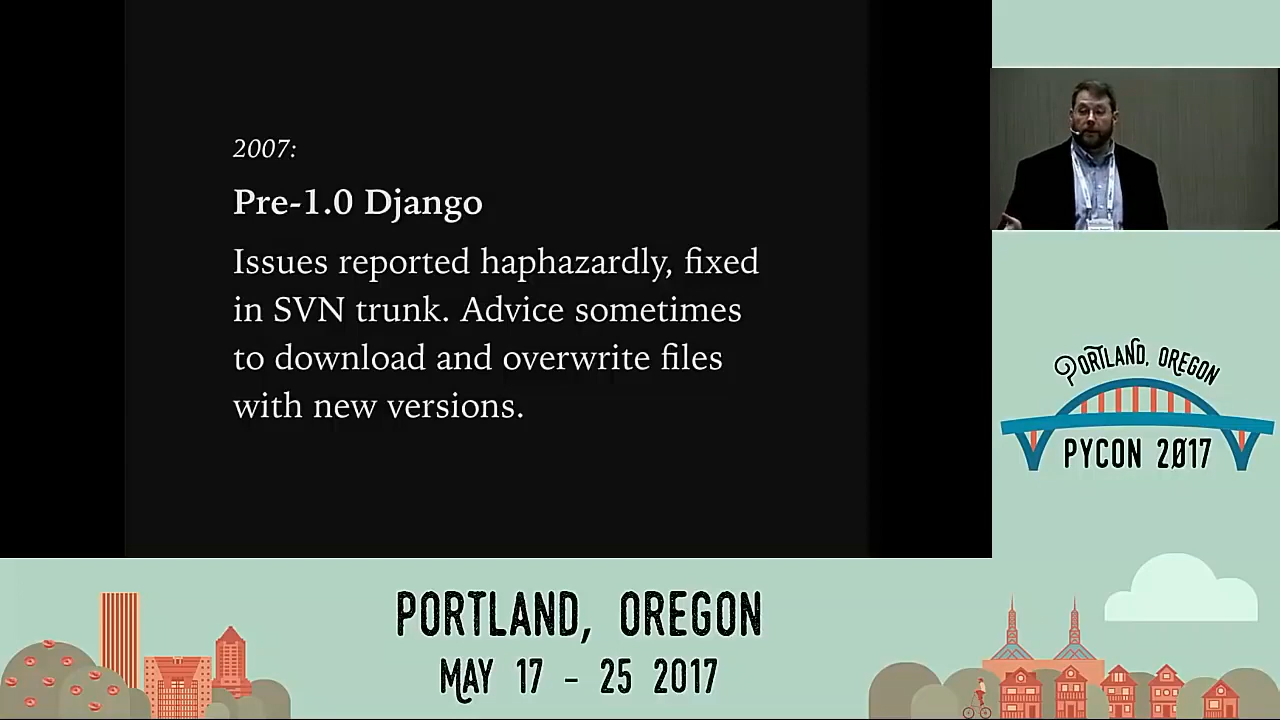 2007:
Pre-1.0 Django
Issues reported haphazardly, fixed
in SVN trunk. Advice sometimes
to download and overwrite files
with new versions.
PORTLAND, OREGON
PYCON 2017
PORTLAND, OREGON
MAY 17 - 25 2017